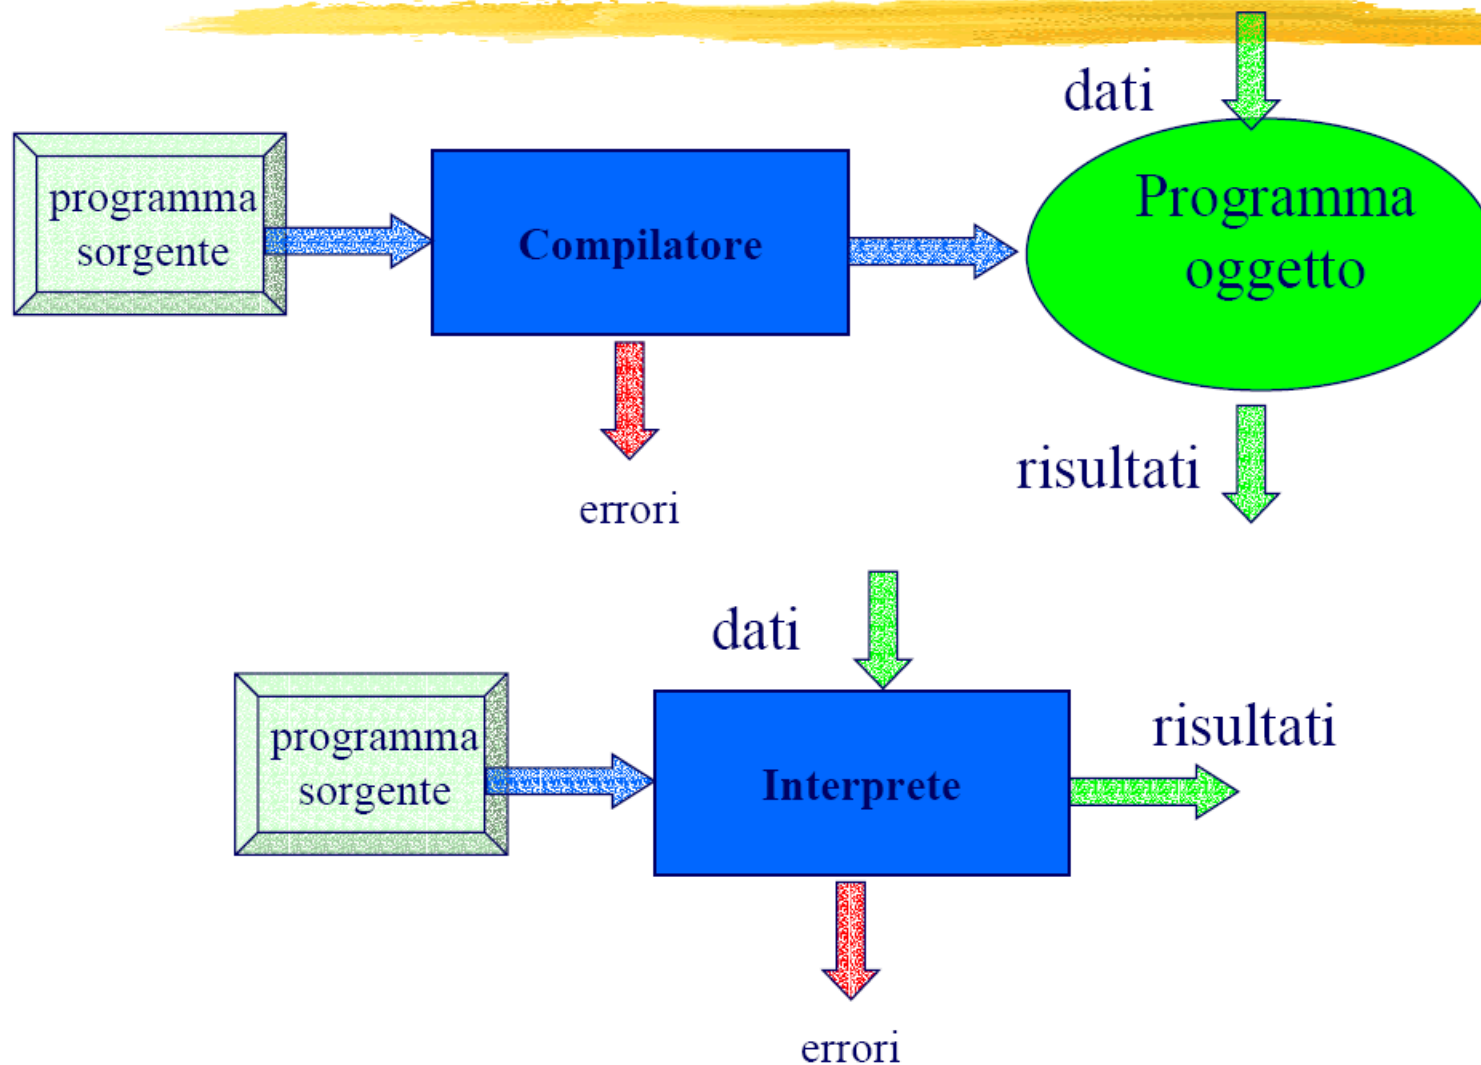 dati
programma
sorgente
Compilatore
Programma
oggetto
risultati
errori
dati
programma
sorgente
Interprete
risultati
errori